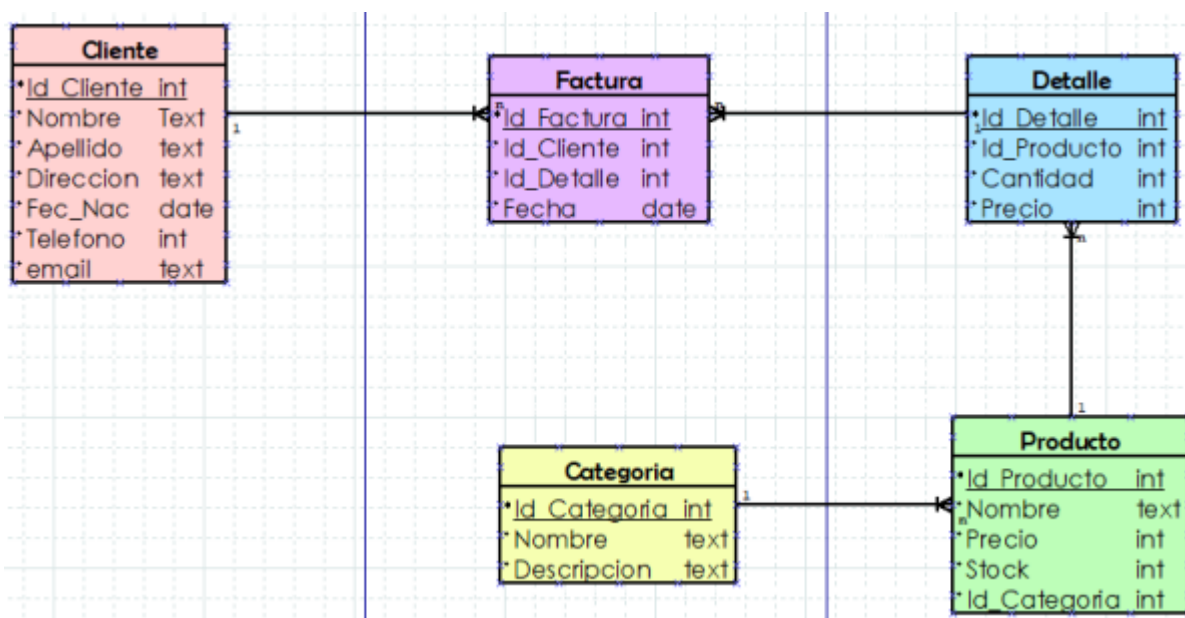 Cliente
Id_Cliente int
Nombre Text
Apellido text
Direccion text
Fec_Nac date
Telefono int
email text
1
n
Factura
Id_Factura int
Id_Cliente int
Id_Detalle int
Fecha date
n
1
Detalle
Id_Detalle int
Id_Producto int
Cantidad int
Precio int
n
1
Categoria
Id_Categoria int
Nombre text
Descripcion text
1
n
Producto
Id_Producto int
Nombre text
Precio int
Stock int
Id_Categoria int